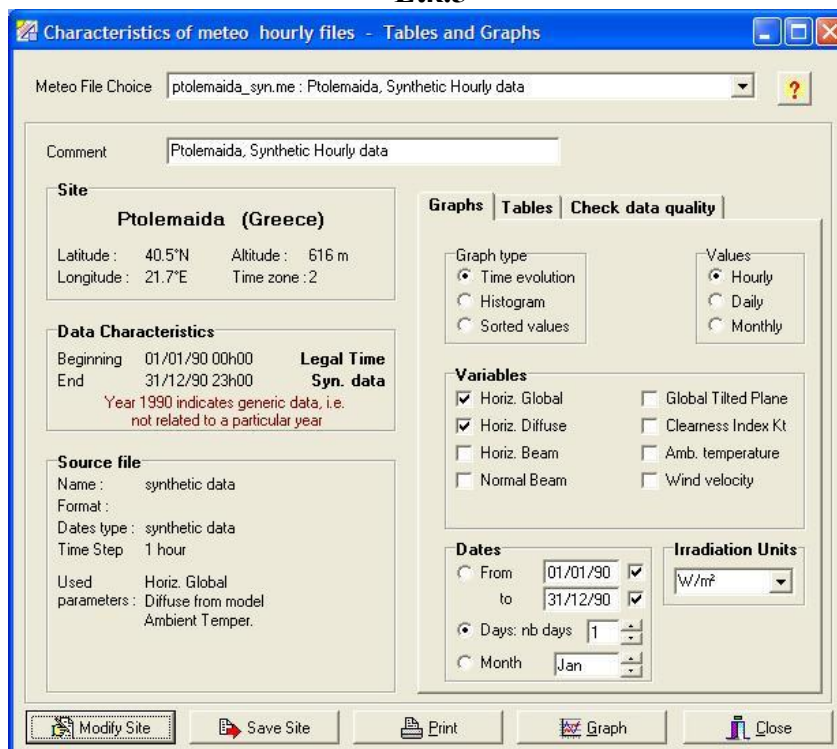 Characteristics of meteo hourly files - Tables and Graphs
Meteo File Choice ptolemaida_syn.me : Ptolemaida, Synthetic Hourly data ?
Comment Ptolemaida, Synthetic Hourly data
Site
Ptolemaida (Greece)
Latitude : 40.5°N Altitude : 616 m
Longitude : 21.7°E Time zone : 2
Data Characteristics
Beginning 01/01/90 00h00 Legal Time
End 31/12/90 23h00 Syn. data
Year 1990 indicates generic data, i.e.
not related to a particular year
Source file
Name : synthetic data
Format :
Dates type : synthetic data
Time Step 1 hour
Used Horiz. Global
parameters : Diffuse from model
Ambient Temper.
Graphs Tables Check data quality
Graph type
Time evolution
Histogram
Sorted values
Values
Hourly
Daily
Monthly
Variables
Horiz. Global Global Tilted Plane
Horiz. Diffuse Clearness Index Kt
Horiz. Beam Amb. temperature
Normal Beam Wind velocity
Dates
From 01/01/90
to 31/12/90
Days: nb days 1
Month Jan
Irradiation Units
W/m²
Modify Site Save Site Print Graph Close